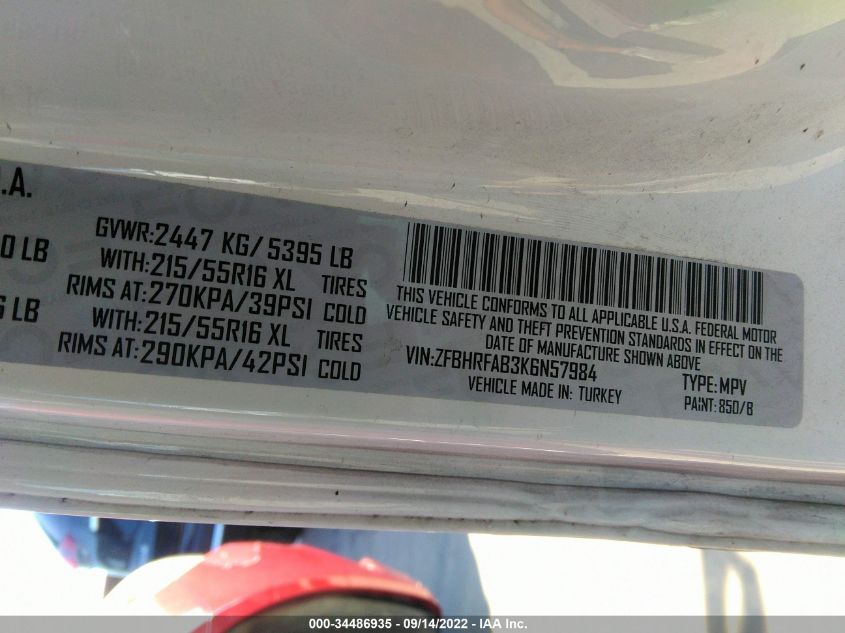 .A.
0 LB
LB
GVWR:2447 KG/ 5395 LB
WITH:215/55R16 XL TIRES
RIMS AT:270KPA/39PSI COLD
WITH:215/55R16 XL TIRES
RIMS AT:290KPA/42PSI COLD
THIS VEHICLE CONFORMS TO ALL APPLICABLE U.S.A. FEDERAL MOTOR
VEHICLE SAFETY AND THEFT PREVENTION STANDARDS IN EFFECT ON THE
DATE OF MANUFACTURE SHOWN ABOVE
VIN:ZFBHRFAB3K6N57984 TYPE:MPV
VEHICLE MADE IN: TURKEY PAINT: 850/B
000-34486935 - 09/14/2022 - IAA Inc.